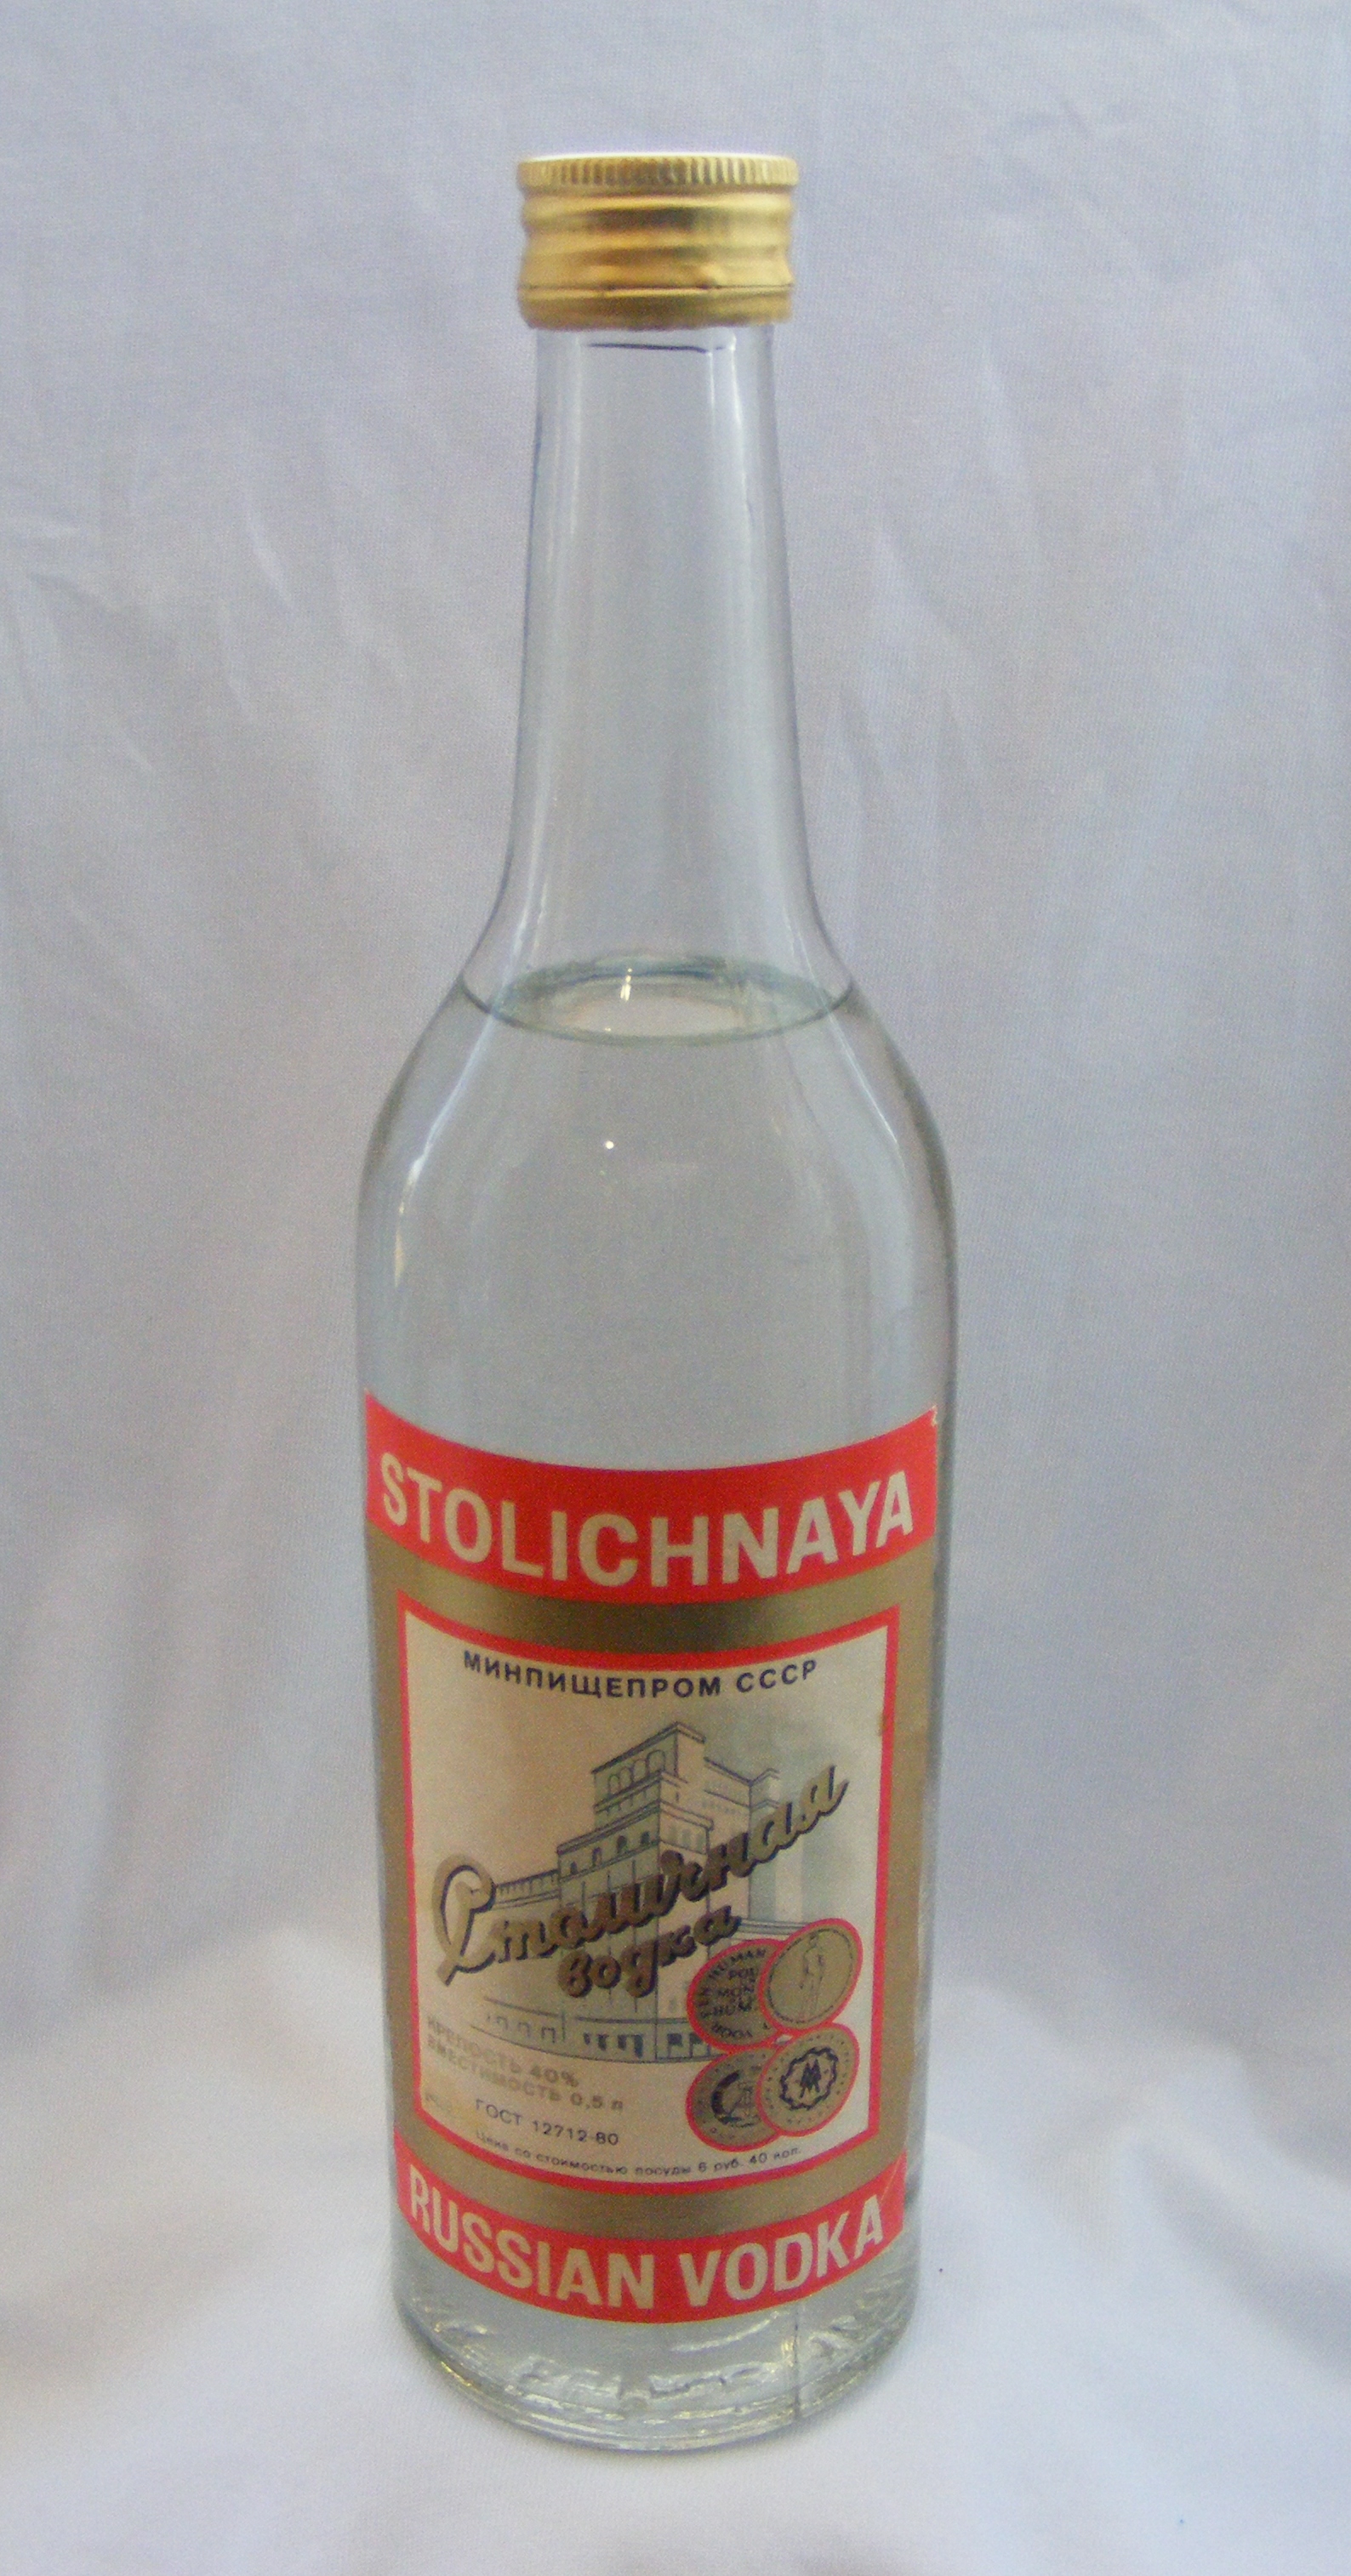 STOLICHNAYA
МИНПИЩЕПРОМ СССР
Столичная
водка
КРЕПОСТЬ 40%
ВМЕСТИМОСТЬ 0,5 л
ГОСТ 12712-80
Цена со стоимостью посуды 6 руб. 40 коп.
RUSSIAN VODKA